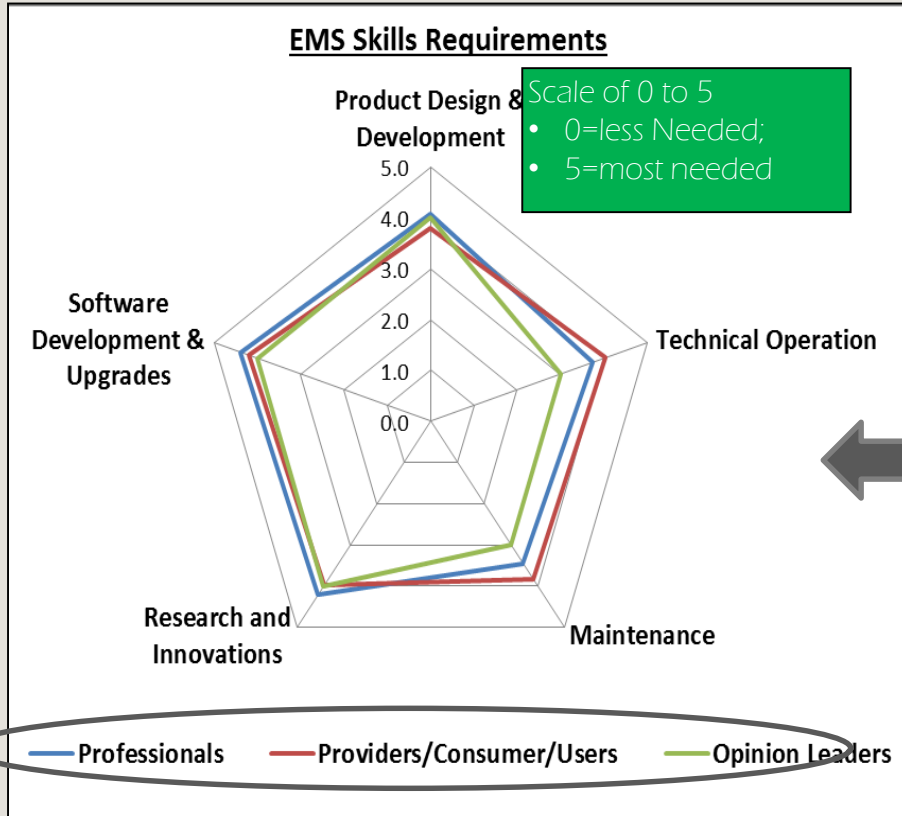 EMS Skills Requirements
Product Design &
Development
Scale of 0 to 5
• 0=less Needed;
• 5=most needed
5.0
4.0
3.0
2.0
1.0
0.0
Software
Development &
Upgrades
Technical Operation
Research and
Innovations
Maintenance
Professionals
Providers/Consumer/Users
Opinion Leaders